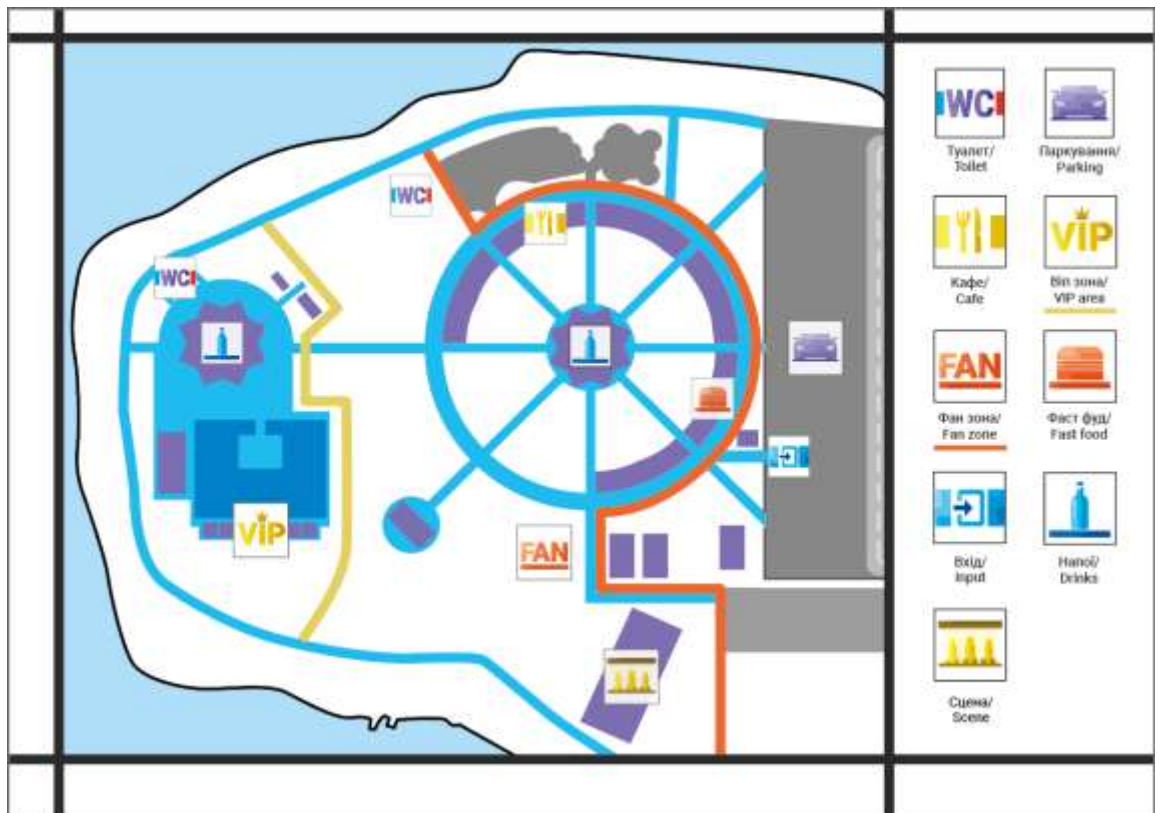 WC
WC
VIP
FAN
WC
Туалет/
Toilet
Паркування/
Parking
Кафе/
Cafe
VIP
Віп зона/
VIP area
FAN
Фан зона/
Fan zone
Фаст фуд/
Fast food
Вхід/
Input
Напої/
Drinks
Сцена/
Scene